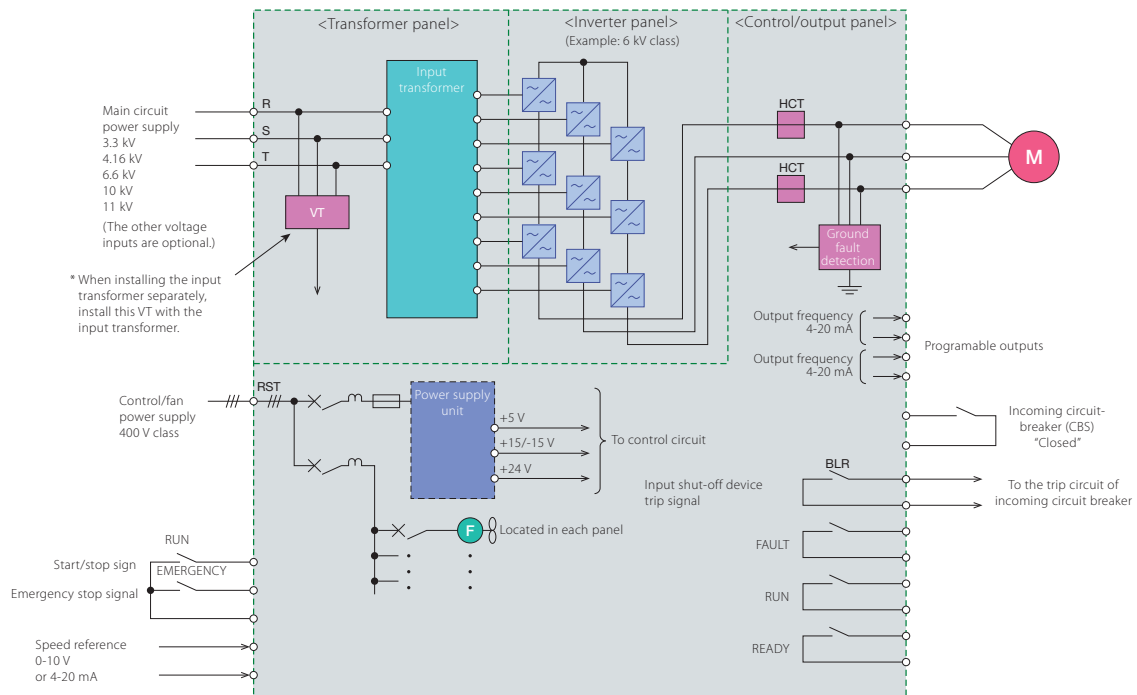 <Transformer panel>
<Inverter panel>
(Example: 6 kV class)
<Control/output panel>
Input
transformer
Main circuit
power supply
3.3 kV
4.16 kV
6.6 kV
10 kV
11 kV
(The other voltage
inputs are optional.)
R
S
T
VT
* When installing the input
transformer separately,
install this VT with the
input transformer.
HCT
HCT
M
Ground
fault
detection
Output frequency
4-20 mA
Output frequency
4-20 mA
Programable outputs
Control/fan
power supply
400 V class
RST
Power supply
unit
+5 V
+15/-15 V
+24 V
To control circuit
Incoming circuit-
breaker (CBS)
"Closed"
Input shut-off device
trip signal
BLR
To the trip circuit of
incoming circuit breaker
F
Located in each panel
FAULT
RUN
READY
RUN
Start/stop sign
EMERGENCY
Emergency stop signal
Speed reference
0-10 V
or 4-20 mA